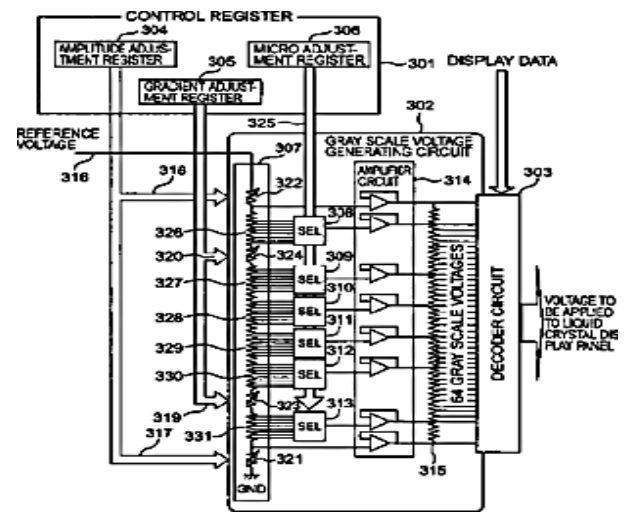 CONTROL REGISTER
304
306
AMPLITUDE ADJUS-
TMENT REGISTER
MICRO ADJUST-
MENT REGISTER
305
301
GRADIENT ADJUST-
MENT REGISTER
DISPLAY DATA
325
302
REFERENCE
VOLTAGE
307
GRAY SCALE VOLTAGE
GENERATING CIRCUIT
316
AMPLIFIER
CIRCUIT
314
303
318
322
308
326
SEL
320
324
309
327
SEL
310
328
SEL
311
329
SEL
312
330
SEL
64 GRAY SCALE VOLTAGES
DECODER CIRCUIT
VOLTAGE TO
BE APPLIED
TO LIQUID
CRYSTAL DIS-
PLAY PANEL
323
313
319
SEL
331
317
321
315
GND